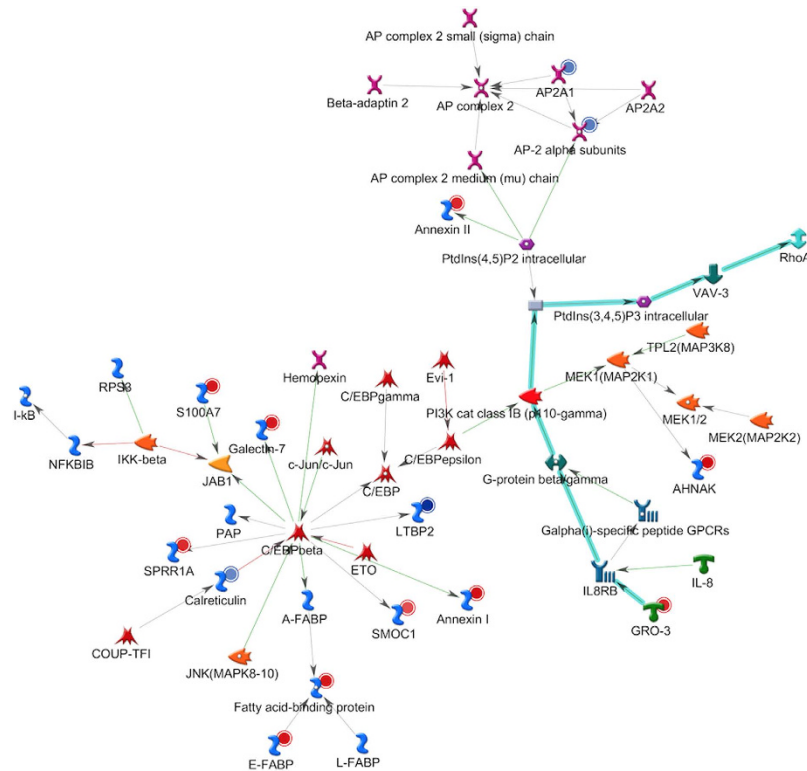 AP complex 2 small (sigma) chain
Beta-adaptin 2
AP complex 2
AP2A1
AP2A2
AP-2 alpha subunits
AP complex 2 medium (mu) chain
Annexin II
PtdIns(4,5)P2 intracellular
RhoA
VAV-3
PtdIns(3,4,5)P3 intracellular
TPL2(MAP3K8)
MEK1(MAP2K1)
MEK1/2
MEK2(MAP2K2)
AHNAK
Hemopexin
C/EBPgamma
Evi-1
PI3K cat class IB (p110-gamma)
RPS3
I-kB
S100A7
NFKBIB
IKK-beta
JAB1
Galectin-7
c-Jun/c-Jun
C/EBP
C/EBPepsilon
G-protein beta/gamma
Galpha(i)-specific peptide GPCRs
IL8RB
IL-8
GRO-3
PAP
LTBP2
SPRR1A
C/EBPbeta
ETO
Calreticulin
A-FABP
SMOC1
Annexin I
COUP-TFI
JNK(MAPK8-10)
Fatty acid-binding protein
E-FABP
L-FABP